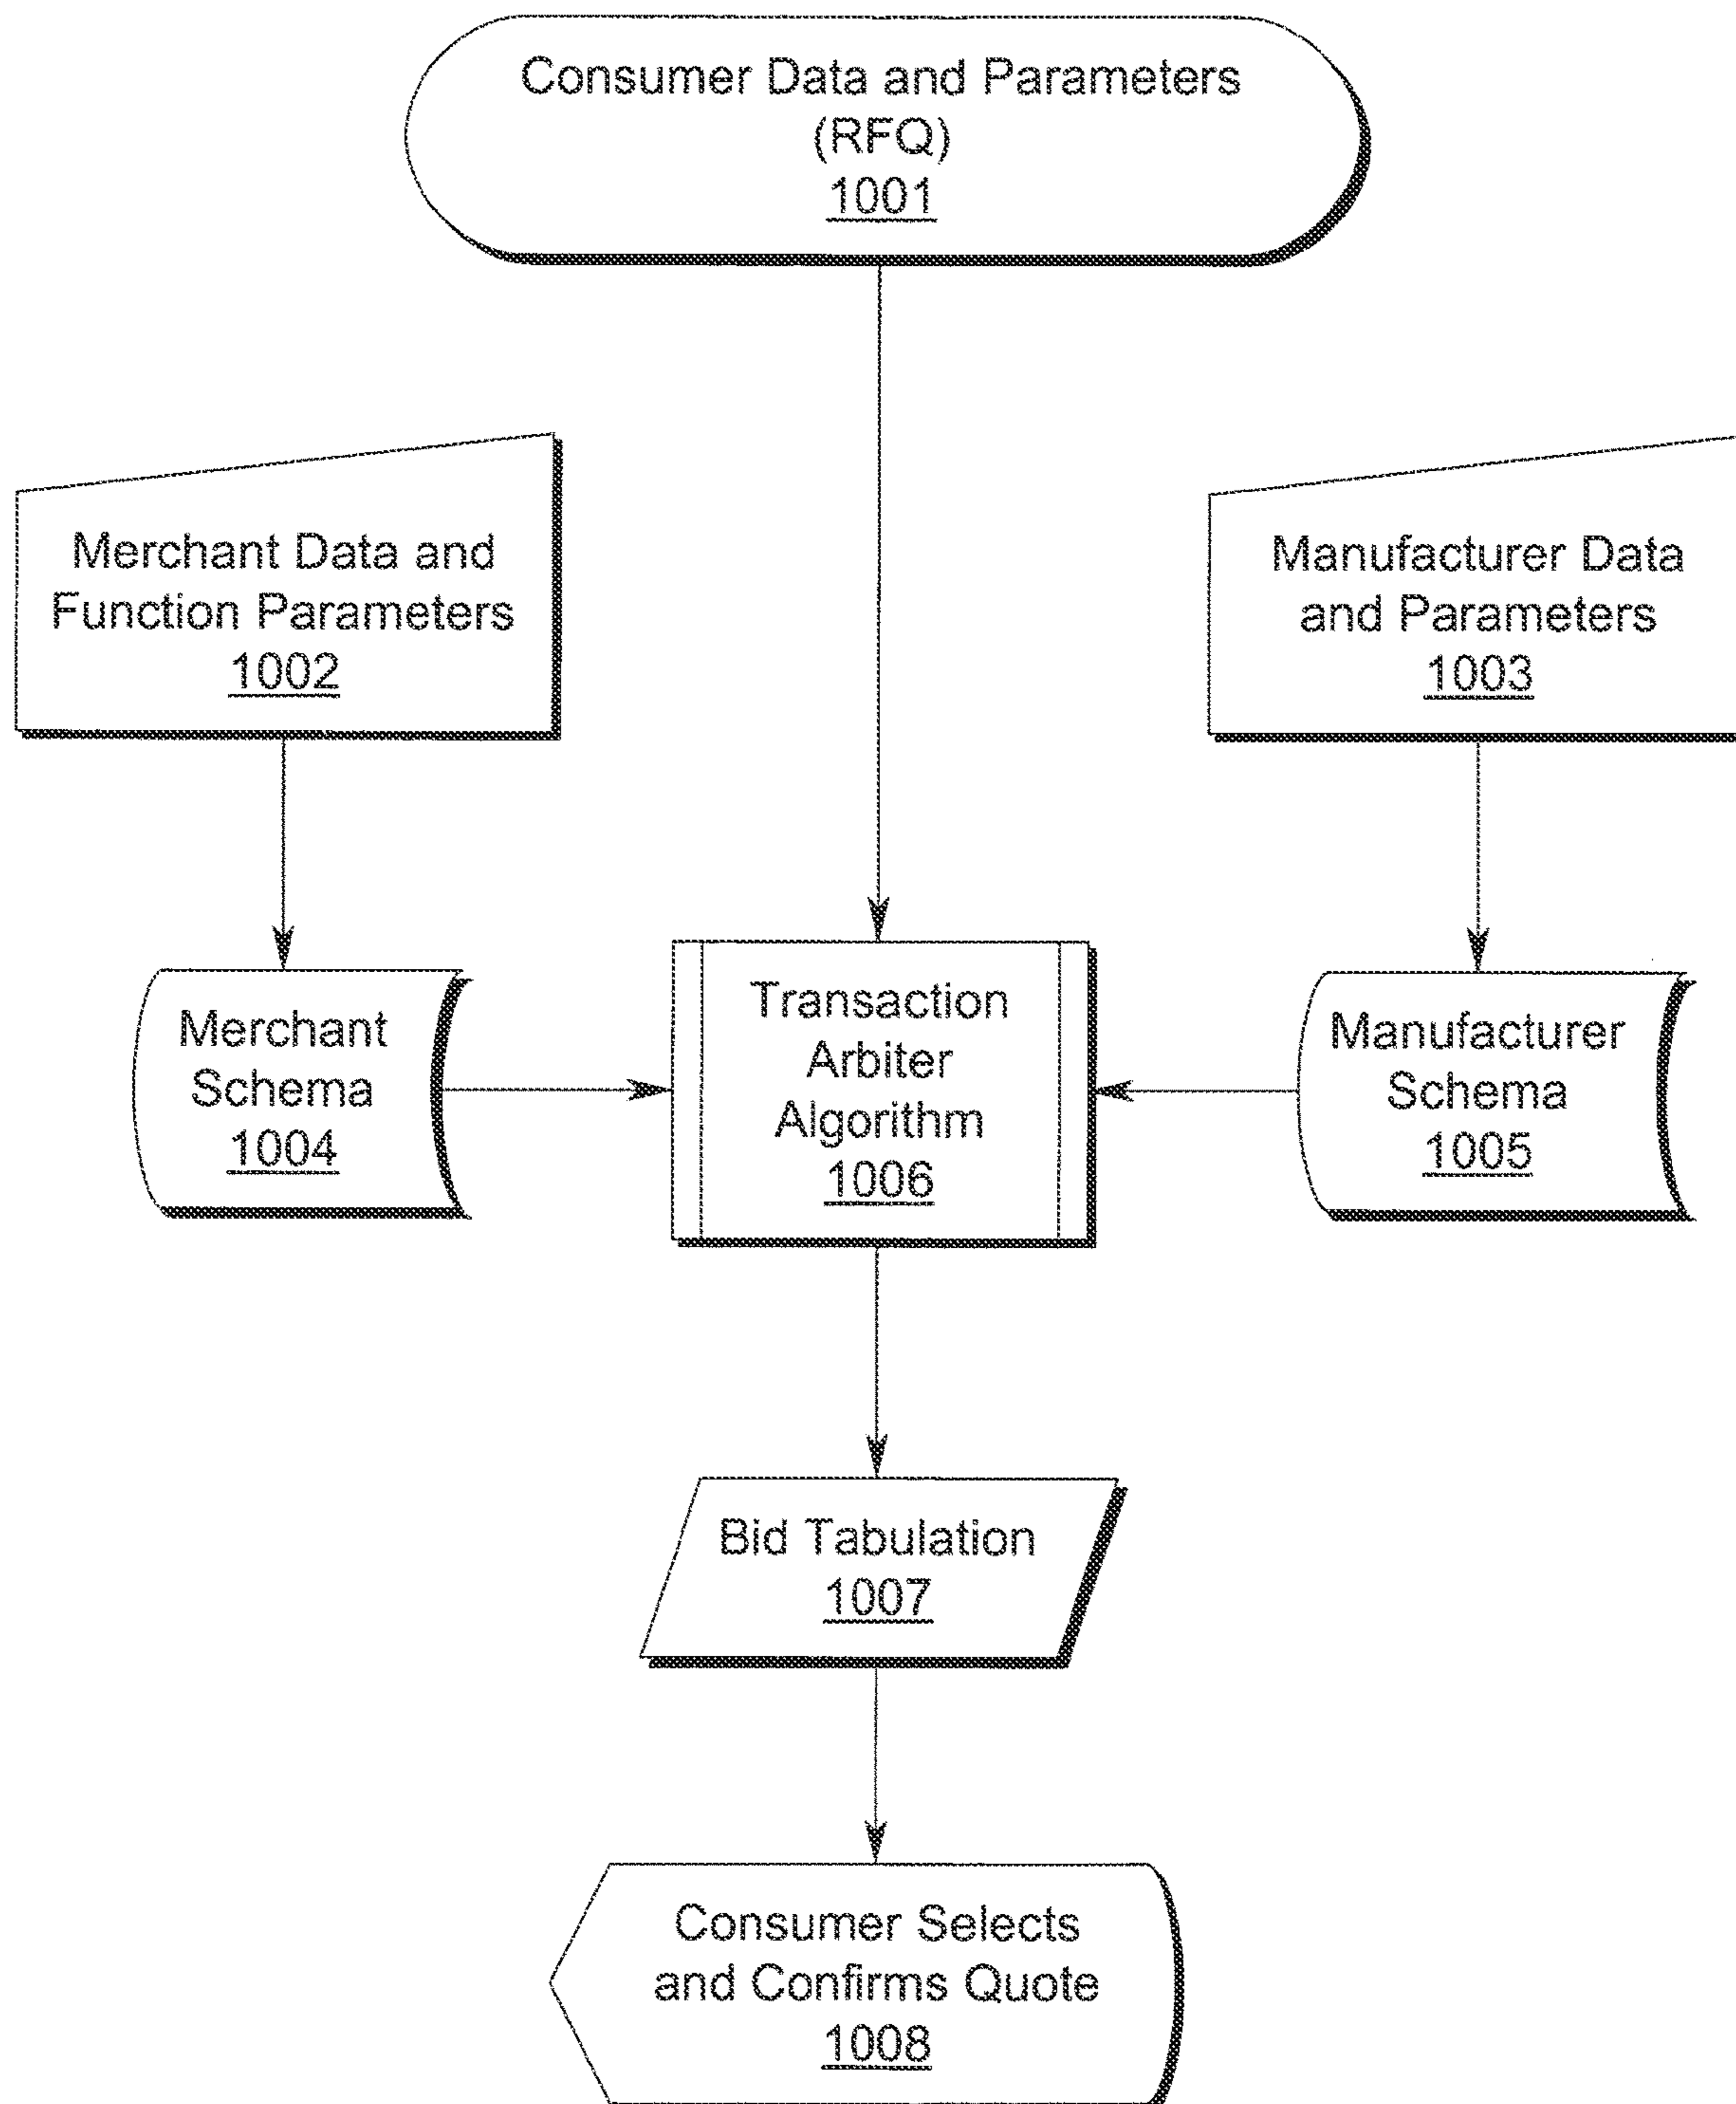 Consumer Data and Parameters
(RFQ)
1001
Merchant Data and
Function Parameters
1002
Manufacturer Data
and Parameters
1003
Merchant
Schema
1004
Transaction
Arbiter
Algorithm
1006
Manufacturer
Schema
1005
Bid Tabulation
1007
Consumer Selects
and Confirms Quote
1008